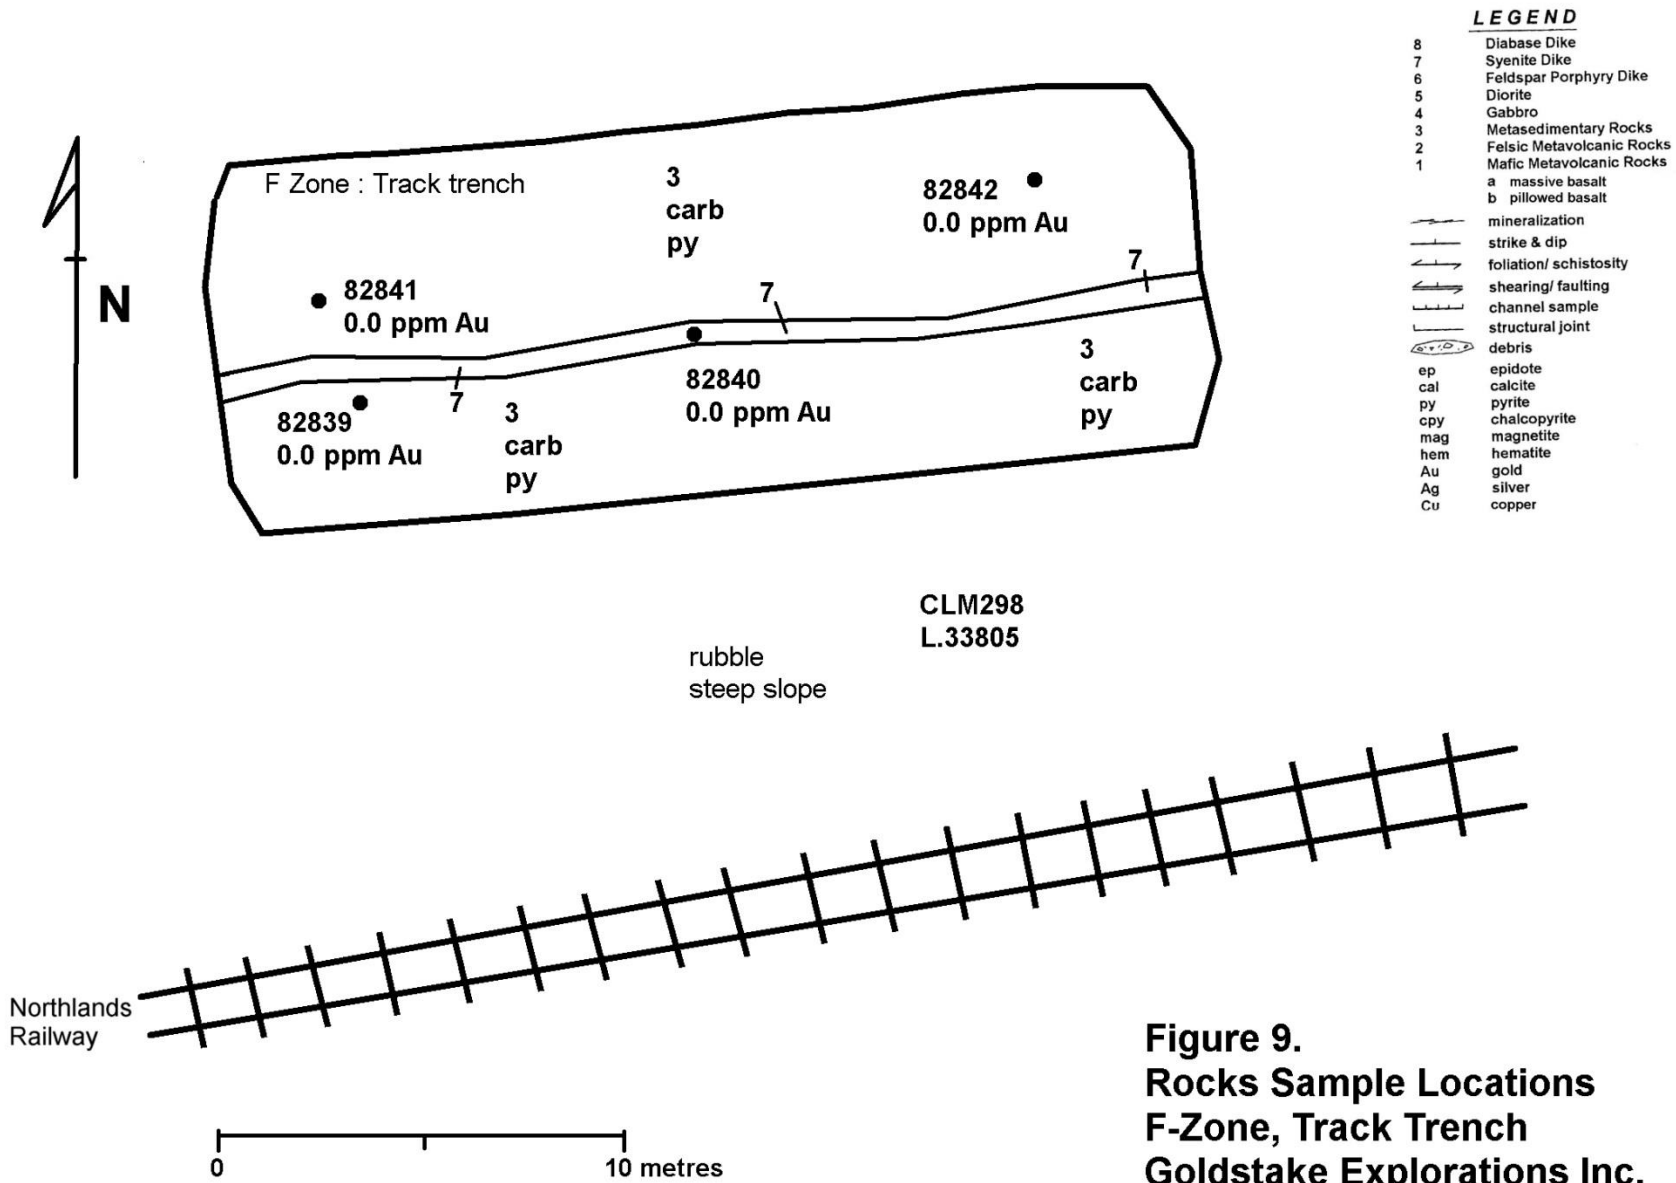 LEGEND
8 Diabase Dike
7 Syenite Dike
6 Feldspar Porphyry Dike
5 Diorite
4 Gabbro
3 Metasedimentary Rocks
2 Felsic Metavolcanic Rocks
1 Mafic Metavolcanic Rocks
a massive basalt
b pillowed basalt
mineralization
strike & dip
foliation/ schistosity
shearing/ faulting
channel sample
structural joint
debris
ep epidote
cal calcite
py pyrite
cpy chalcopyrite
mag magnetite
hem hematite
Au gold
Ag silver
Cu copper
N
F Zone : Track trench
3
carb
py
82842
0.0 ppm Au
82841
0.0 ppm Au
7
7
82840
0.0 ppm Au
3
carb
py
82839
0.0 ppm Au
7
3
carb
py
CLM298
L.33805
rubble
steep slope
Northlands
Railway
0 10 metres
Figure 9.
Rocks Sample Locations
F-Zone, Track Trench
Goldstake Explorations Inc.